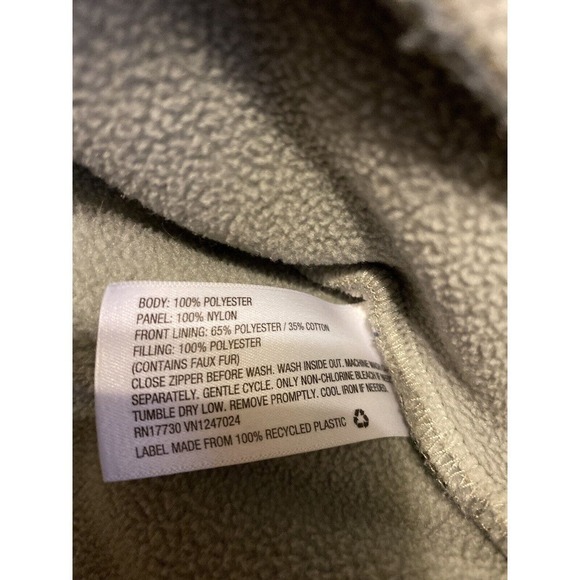 BODY: 100% POLYESTER
PANEL: 100% NYLON
FRONT LINING: 65% POLYESTER / 35% COTTON
FILLING: 100% POLYESTER
(CONTAINS FAUX FUR)
CLOSE ZIPPER BEFORE WASH. WASH INSIDE OUT. MACHINE
SEPARATELY. GENTLE CYCLE. ONLY NON-CHLORINE BLEACH IF
TUMBLE DRY LOW. REMOVE PROMPTLY. COOL IRON IF NEEDED.
RN17730 VN1247024
LABEL MADE FROM 100% RECYCLED PLASTIC